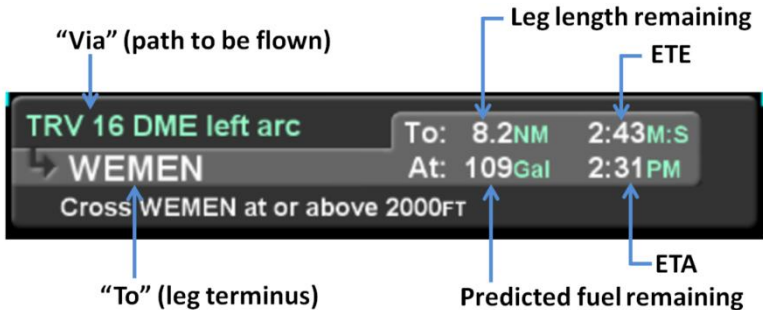 Leg length remaining
“Via” (path to be flown)
ETE
TRV 16 DME left arc
To: 8.2NM 2:43M:S
WEMEN
At: 109Gal 2:31PM
Cross WEMEN at or above 2000FT
ETA
“To” (leg terminus)
Predicted fuel remaining